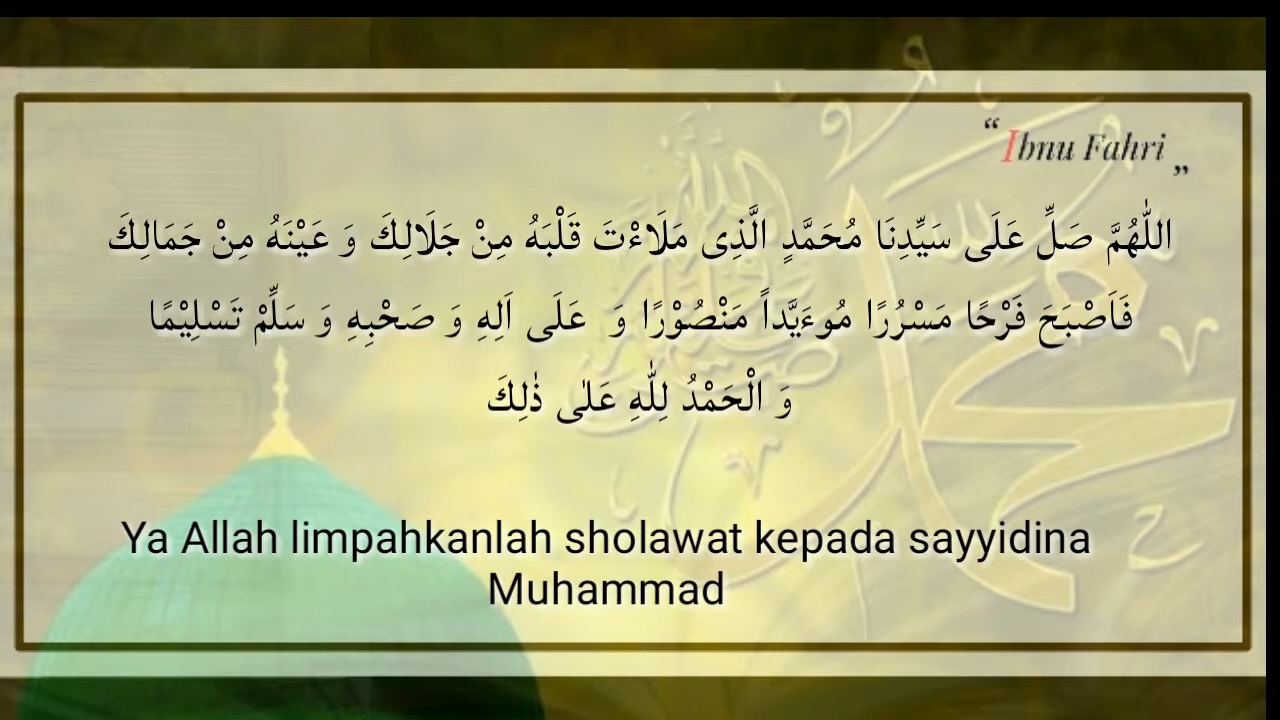 “ Ibnu Fahri „
اللّٰهُمَّ صَلِّ عَلَى سَيِّدِنَا مُحَمَّدٍ الَّذِى مَلَاءْتَ قَلْبَهُ مِنْ جَلَالِكَ وَ عَيْنَهُ مِنْ جَمَالِكَ
فَاَصْبَحَ فَرْحًا مَسْرُرًا مُوءَيَّداً مَنْصُوْرًا وَ عَلَى اَلِهِ وَ صَحْبِهِ وَ سَلِّمْ تَسْلِيْمًا
وَ الْحَمْدُ لِلّٰهِ عَلٰى ذٰلِكَ
Ya Allah limpahkanlah sholawat kepada sayyidina
Muhammad